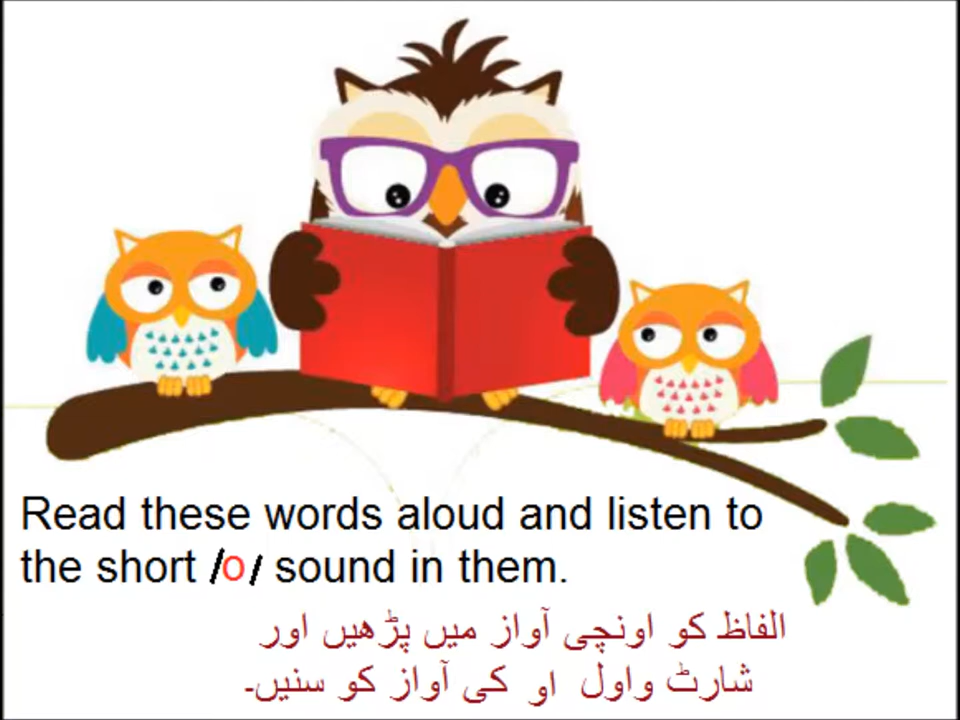 Read these words aloud and listen to
the short /o/ sound in them.
الفاظ کو اونچی آواز میں پڑھیں اور
شارٹ واول او کی آواز کو سنیں۔